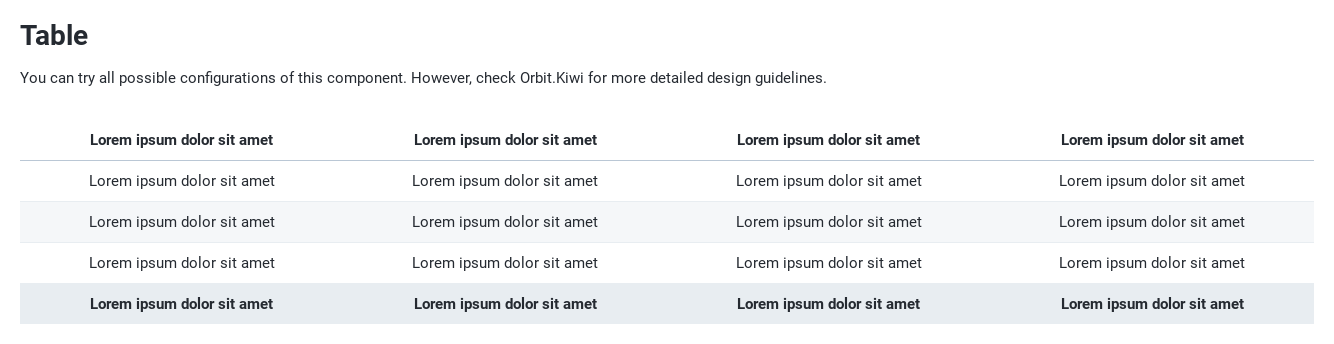 Table
You can try all possible configurations of this component. However, check Orbit.Kiwi for more detailed design guidelines.
Lorem ipsum dolor sit amet Lorem ipsum dolor sit amet Lorem ipsum dolor sit amet Lorem ipsum dolor sit amet
Lorem ipsum dolor sit amet Lorem ipsum dolor sit amet Lorem ipsum dolor sit amet Lorem ipsum dolor sit amet
Lorem ipsum dolor sit amet Lorem ipsum dolor sit amet Lorem ipsum dolor sit amet Lorem ipsum dolor sit amet
Lorem ipsum dolor sit amet Lorem ipsum dolor sit amet Lorem ipsum dolor sit amet Lorem ipsum dolor sit amet
Lorem ipsum dolor sit amet Lorem ipsum dolor sit amet Lorem ipsum dolor sit amet Lorem ipsum dolor sit amet